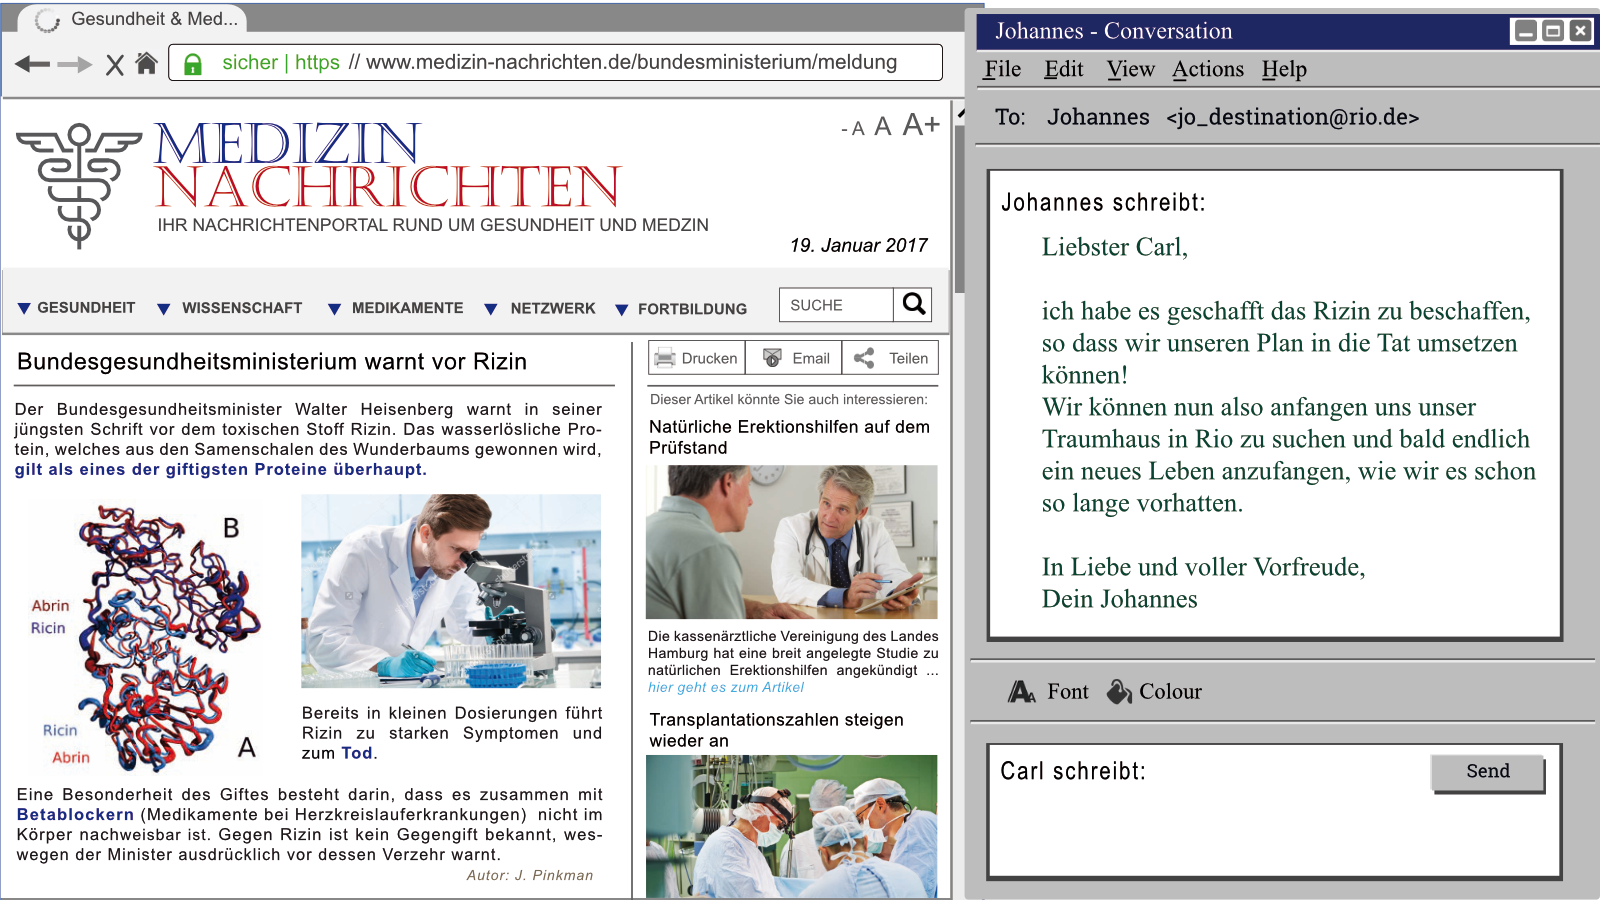 Gesundheit & Med...
sicher | https // www.medizin-nachrichten.de/bundesministerium/meldung
MEDIZIN
NACHRICHTEN
IHR NACHRICHTENPORTAL RUND UM GESUNDHEIT UND MEDZIN
- A A A+
19. Januar 2017
GESUNDHEIT WISSENSCHAFT MEDIKAMENTE NETZWERK FORTBILDUNG SUCHE
Bundesgesundheitsministerium warnt vor Rizin
Der Bundesgesundheitsminister Walter Heisenberg warnt in seiner
jüngsten Schrift vor dem toxischen Stoff Rizin. Das wasserlösliche Pro-
tein, welches aus den Samenschalen des Wunderbaums gewonnen wird,
gilt als eines der giftigsten Proteine überhaupt.
B
Abrin
Ricin
Ricin
Abrin
A
Bereits in kleinen Dosierungen führt
Rizin zu starken Symptomen und
zum Tod.
Eine Besonderheit des Giftes besteht darin, dass es zusammen mit
Betablockern (Medikamente bei Herzkreislauferkrankungen) nicht im
Körper nachweisbar ist. Gegen Rizin ist kein Gegengift bekannt, wes-
wegen der Minister ausdrücklich vor dessen Verzehr warnt.
Autor: J. Pinkman
Drucken Email Teilen
Dieser Artikel könnte Sie auch interessieren:
Natürliche Erektionshilfen auf dem
Prüfstand
Die kassenärztliche Vereinigung des Landes
Hamburg hat eine breit angelegte Studie zu
natürlichen Erektionshilfen angekündigt ...
hier geht es zum Artikel
Transplantationszahlen steigen
wieder an
Johannes - Conversation
File Edit View Actions Help
To: Johannes <jo_destination@rio.de>
Johannes schreibt:
Liebster Carl,
ich habe es geschafft das Rizin zu beschaffen,
so dass wir unseren Plan in die Tat umsetzen
können!
Wir können nun also anfangen uns unser
Traumhaus in Rio zu suchen und bald endlich
ein neues Leben anzufangen, wie wir es schon
so lange vorhatten.
In Liebe und voller Vorfreude,
Dein Johannes
Font Colour
Carl schreibt:
Send